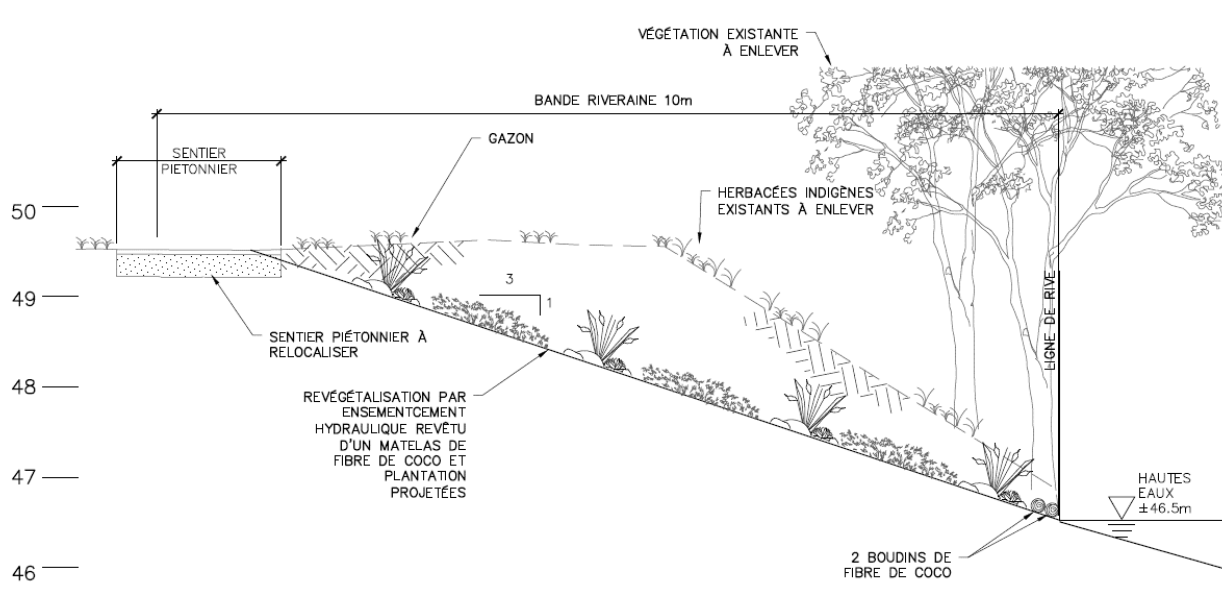 VÉGÉTATION EXISTANTE
À ENLEVER
BANDE RIVERAINE 10m
SENTIER
PIETONNIER
GAZON
HERBACÉES INDIGÈNES
EXISTANTS À ENLEVER
50
49
3
1
LIGNE DE RIVE
SENTIER PIÉTONNIER À
RELOCALISER
48
REVÉGÉTALISATION PAR
ENSEMENTCEMENT
HYDRAULIQUE REVÊTU
D'UN MATELAS DE
FIBRE DE COCO ET
PLANTATION
PROJETÉES
47
HAUTES
EAUX
±46.5m
2 BOUDINS DE
FIBRE DE COCO
46